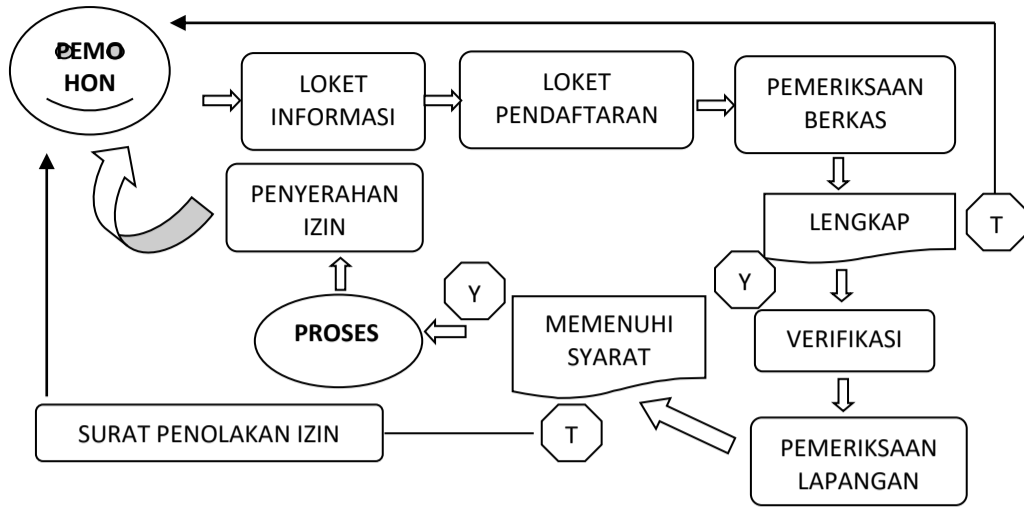 PEMO
HON
LOKET
INFORMASI
LOKET
PENDAFTARAN
PEMERIKSAAN
BERKAS
PENYERAHAN
IZIN
LENGKAP
T
Y
Y
PROSES
MEMENUHI
SYARAT
VERIFIKASI
SURAT PENOLAKAN IZIN
T
PEMERIKSAAN
LAPANGAN